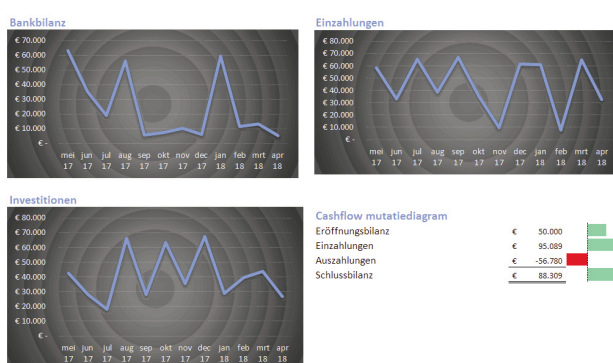 Bankbilanz
€ 70.000
€ 60.000
€ 50.000
€ 40.000
€ 30.000
€ 20.000
€ 10.000
€ -
mei jun jul aug sep okt nov dec jan feb mrt apr
17 17 17 17 17 17 17 17 18 18 18 18
Einzahlungen
€ 80.000
€ 70.000
€ 60.000
€ 50.000
€ 40.000
€ 30.000
€ 20.000
€ 10.000
€ -
mei jun jul aug sep okt nov dec jan feb mrt apr
17 17 17 17 17 17 17 17 18 18 18 18
Investitionen
€ 80.000
€ 70.000
€ 60.000
€ 50.000
€ 40.000
€ 30.000
€ 20.000
€ 10.000
€ -
mei jun jul aug sep okt nov dec jan feb mrt apr
17 17 17 17 17 17 17 17 18 18 18 18
Cashflow mutatiediagram
Eröffnungsbilanz € 50.000
Einzahlungen € 95.089
Auszahlungen € -56.780
Schlussbilanz € 88.309